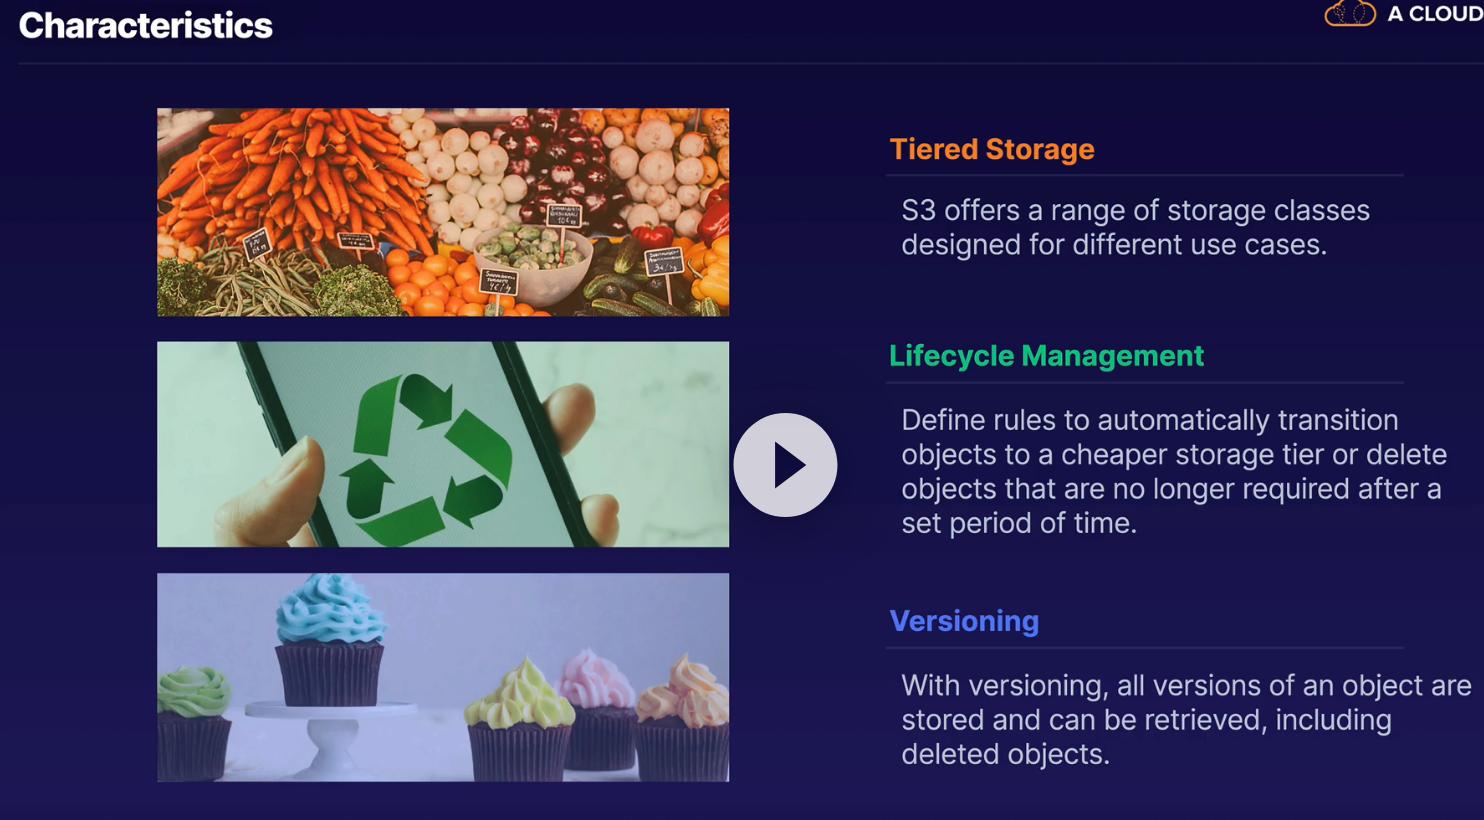 Characteristics
A CLOUD
Tiered Storage
S3 offers a range of storage classes
designed for different use cases.
Lifecycle Management
Define rules to automatically transition
objects to a cheaper storage tier or delete
objects that are no longer required after a
set period of time.
Versioning
With versioning, all versions of an object are
stored and can be retrieved, including
deleted objects.